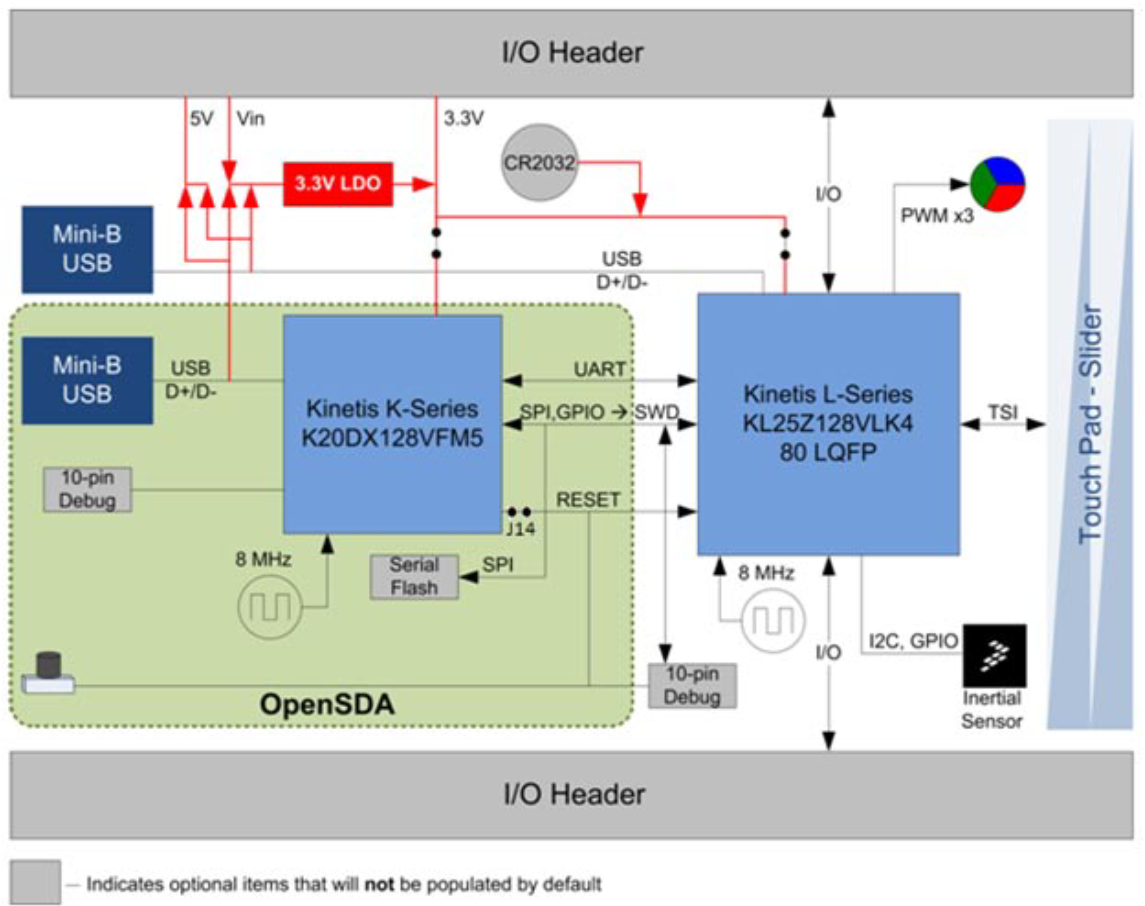 I/O Header
5V
Vin
3.3V
3.3V LDO
CR2032
I/O
PWM x3
Mini-B
USB
USB
D+/D-
Mini-B
USB
USB
D+/D-
Kinetis K-Series
K20DX128VFM5
UART
SPI,GPIO → SWD
RESET
J14
Kinetis L-Series
KL25Z128VLK4
80 LQFP
TSI
Touch Pad - Slider
10-pin
Debug
8 MHz
Serial
Flash
SPI
8 MHz
I/O
I2C, GPIO
Inertial
Sensor
10-pin
Debug
OpenSDA
I/O Header
— Indicates optional items that will not be populated by default